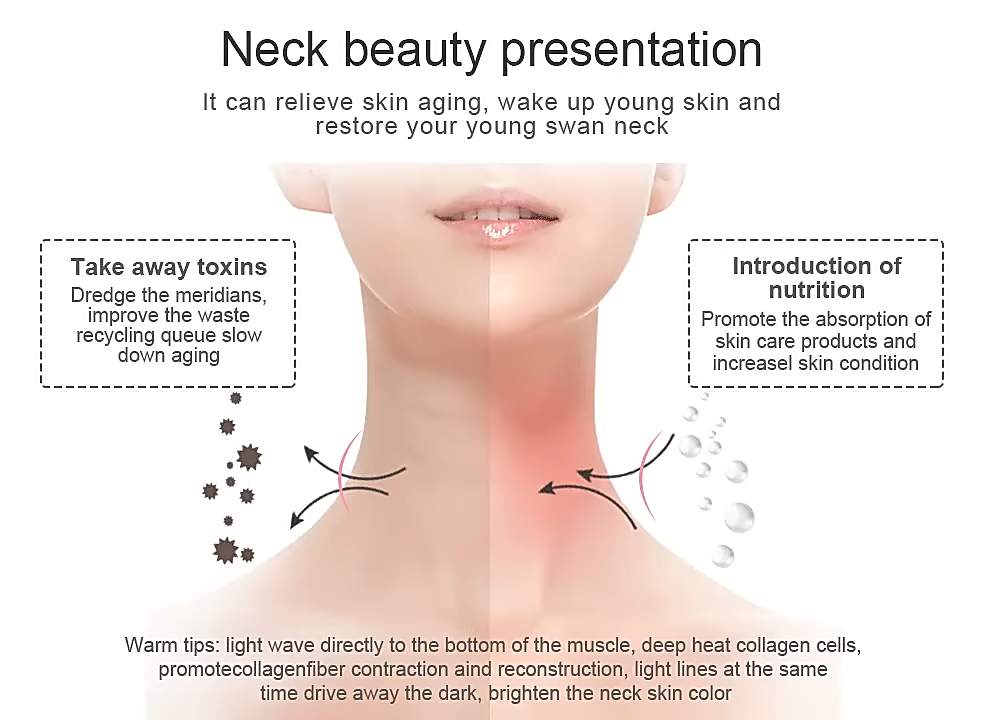 Neck beauty presentation
It can relieve skin aging, wake up young skin and
restore your young swan neck
Take away toxins
Dredge the meridians,
improve the waste
recycling queue slow
down aging
Introduction of
nutrition
Promote the absorption of
skin care products and
increasel skin condition
Warm tips: light wave directly to the bottom of the muscle, deep heat collagen cells,
promotecollagenfiber contraction aind reconstruction, light lines at the same
time drive away the dark, brighten the neck skin color